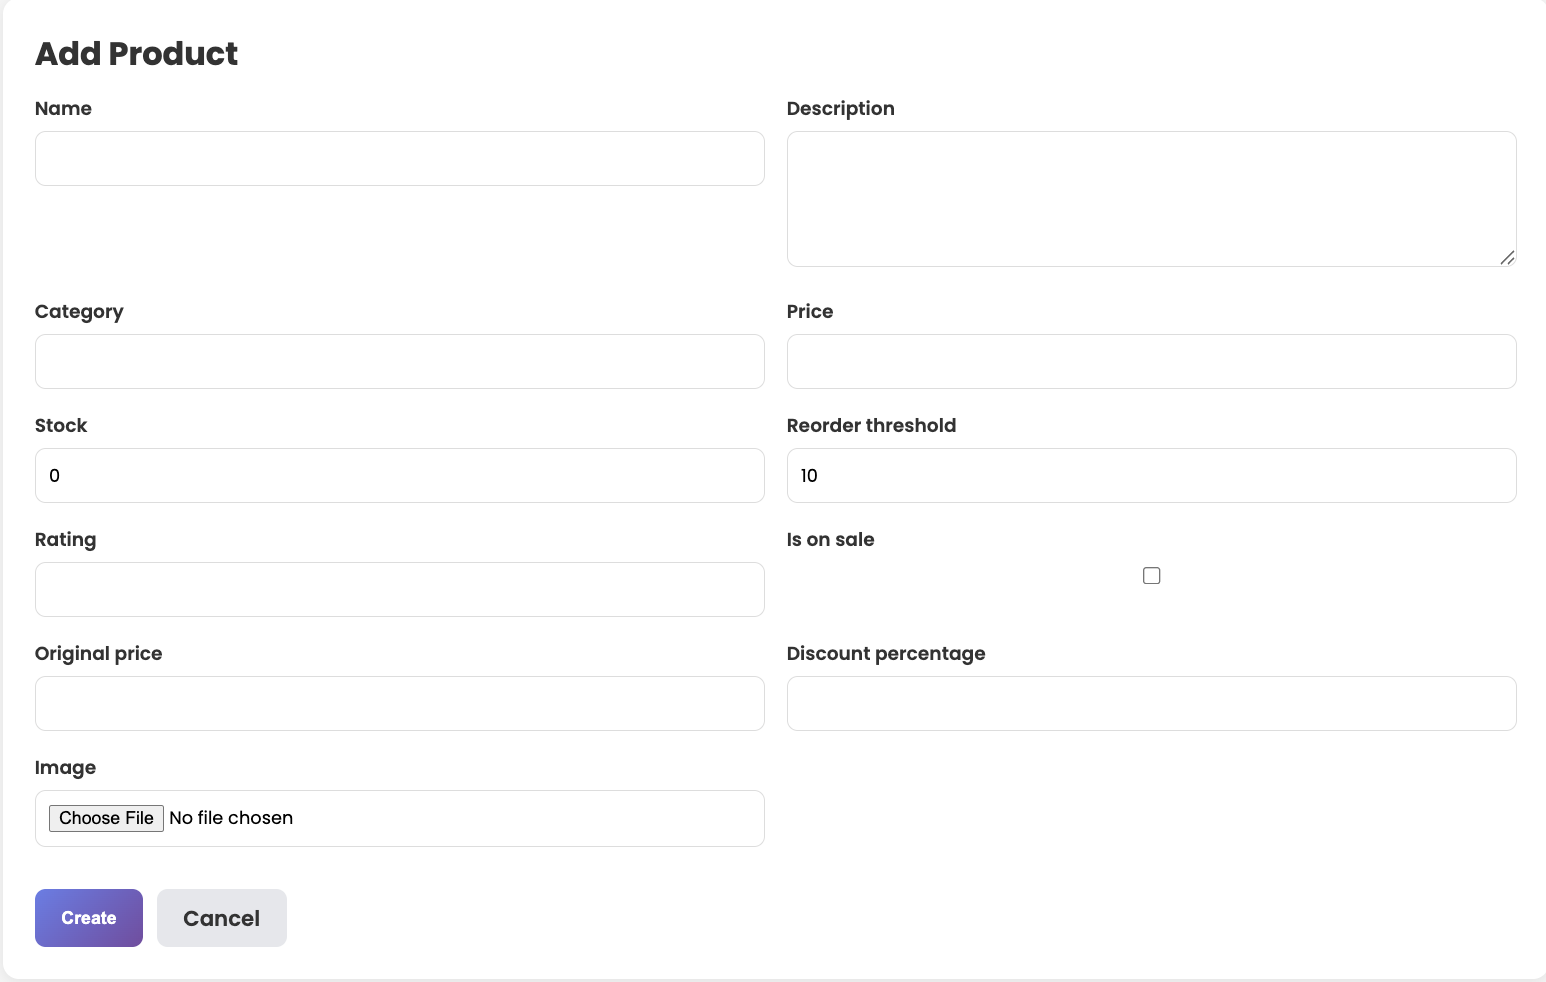 Add Product
Name
Description
Category
Price
Stock
Reorder threshold
0
10
Rating
Is on sale
Original price
Discount percentage
Image
Choose File No file chosen
Create
Cancel